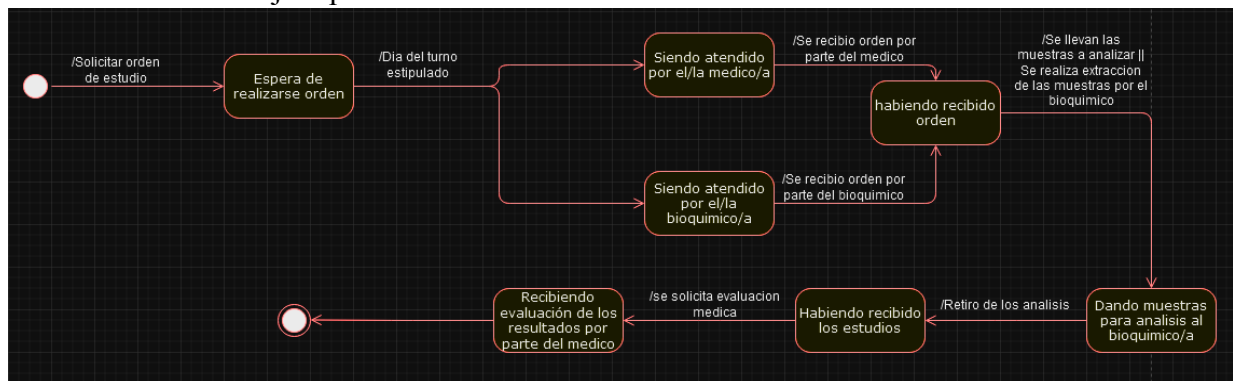 /Solicitar orden
de estudio
Espera de
realizarse orden
/Dia del turno
estipulado
Siendo atendido
por el/la medico/a
/Se recibio orden por
parte del medico
habiendo recibido
orden
/Se llevan las
muestras a analizar ||
Se realiza extraccion
de las muestras por el
bioquimico
Siendo atendido
por el/la
bioquimico/a
/Se recibio orden por
parte del bioquimico
Recibiendo
evaluación de los
resultados por
parte del medico
/se solicita evaluacion
medica
Habiendo recibido
los estudios
/Retiro de los analisis
Dando muestras
para analisis al
bioquimico/a